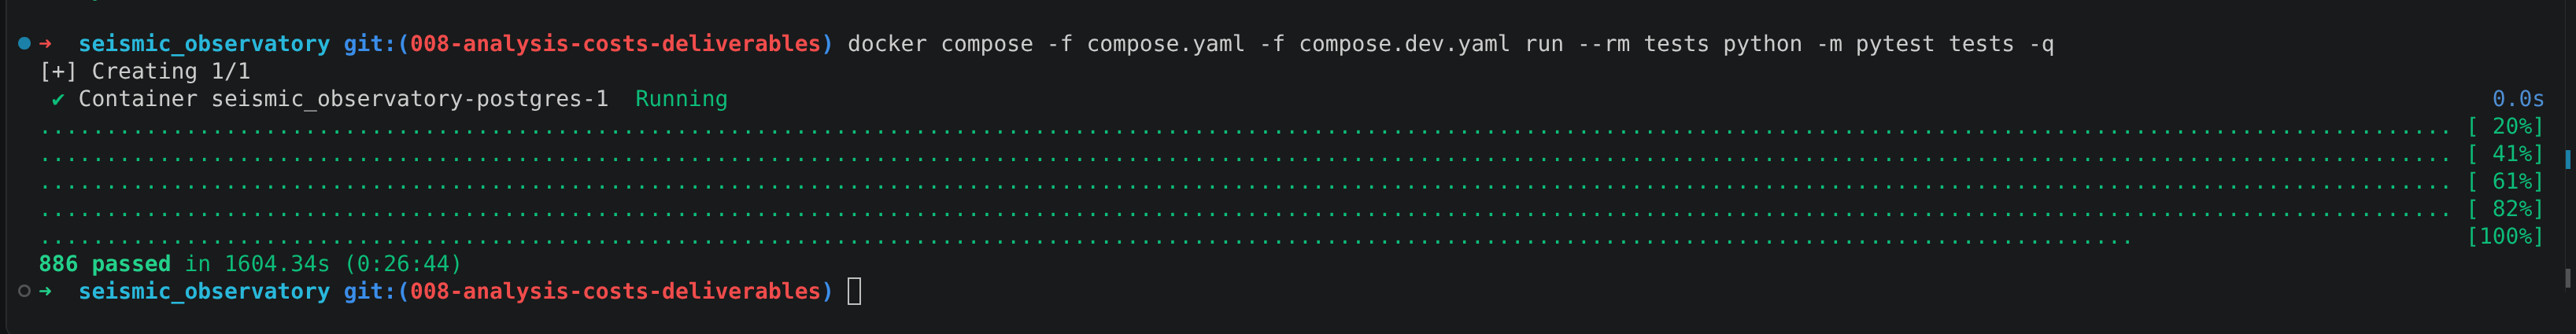 ➜ seismic_observatory git:(008-analysis-costs-deliverables) docker compose -f compose.yaml -f compose.dev.yaml run --rm tests python -m pytest tests -q
[+] Creating 1/1
✔ Container seismic_observatory-postgres-1 Running 0.0s
...................................................................................................................................................................................... [ 20%]
...................................................................................................................................................................................... [ 41%]
...................................................................................................................................................................................... [ 61%]
...................................................................................................................................................................................... [ 82%]
.............................................................................................................................................................. [100%]
886 passed in 1604.34s (0:26:44)
➜ seismic_observatory git:(008-analysis-costs-deliverables)